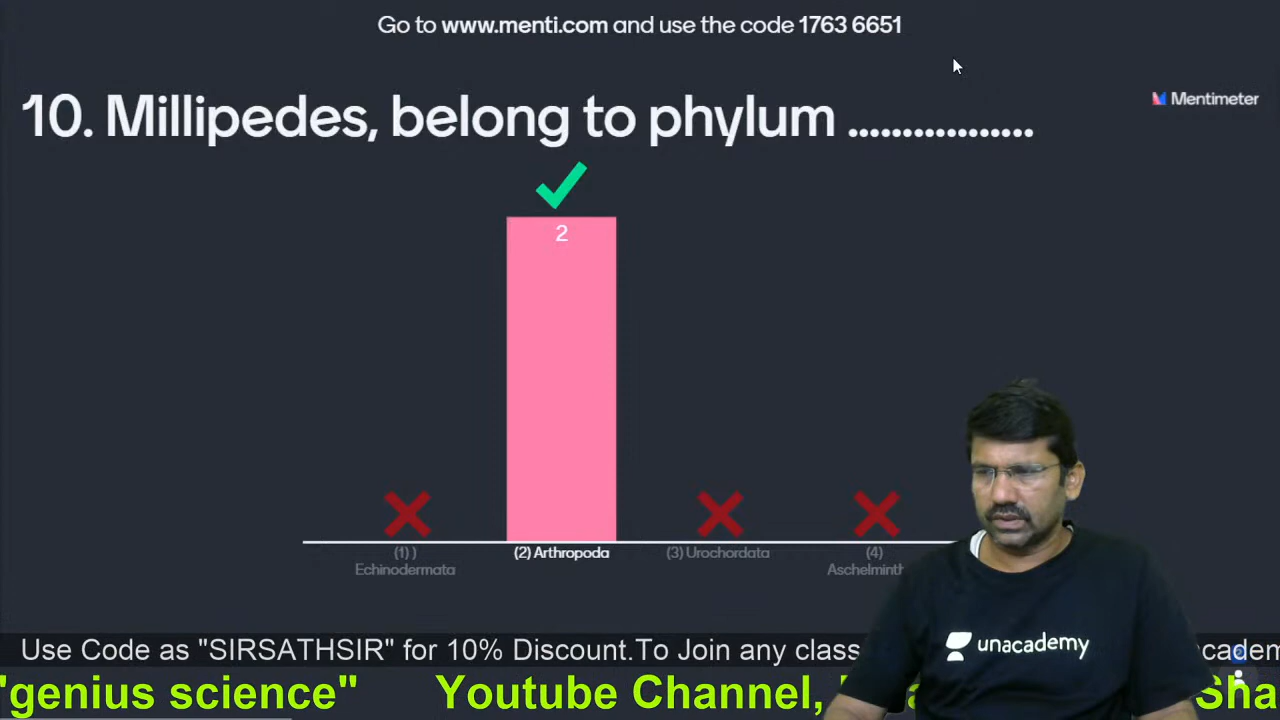 Go to www.menti.com and use the code 1763 6651
Mentimeter
10. Millipedes, belong to phylum .................
2
(1) )
Echinodermata
(2) Arthropoda
(3) Urochordata
(4)
Aschelminth
unacademy
Use Code as "SIRSATHSIR" for 10% Discount.To Join any class
"genius science" Youtube Channel,